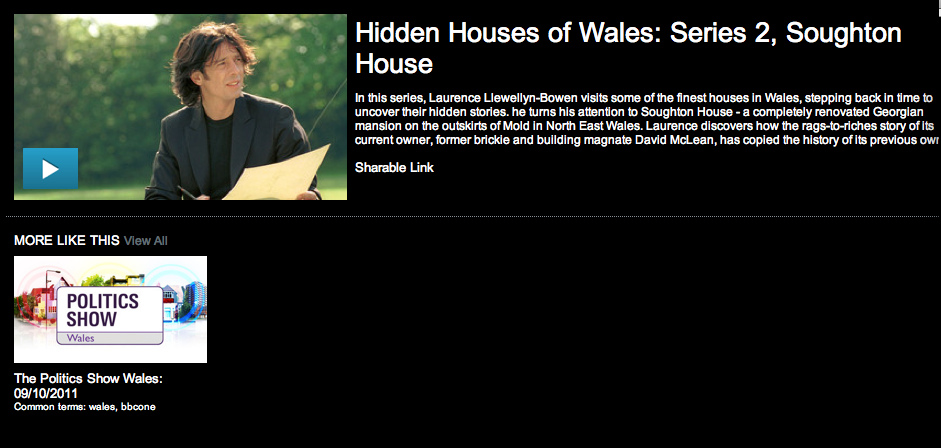 Hidden Houses of Wales: Series 2, Soughton
House
In this series, Laurence Llewellyn-Bowen visits some of the finest houses in Wales, stepping back in time to
uncover their hidden stories. he turns his attention to Soughton House - a completely renovated Georgian
mansion on the outskirts of Mold in North East Wales. Laurence discovers how the rags-to-riches story of its
current owner, former brickie and building magnate David McLean, has copied the history of its previous
Sharable Link
MORE LIKE THIS View All
POLITICS
SHOW
Wales
The Politics Show Wales:
09/10/2011
Common terms: wales, bbcone